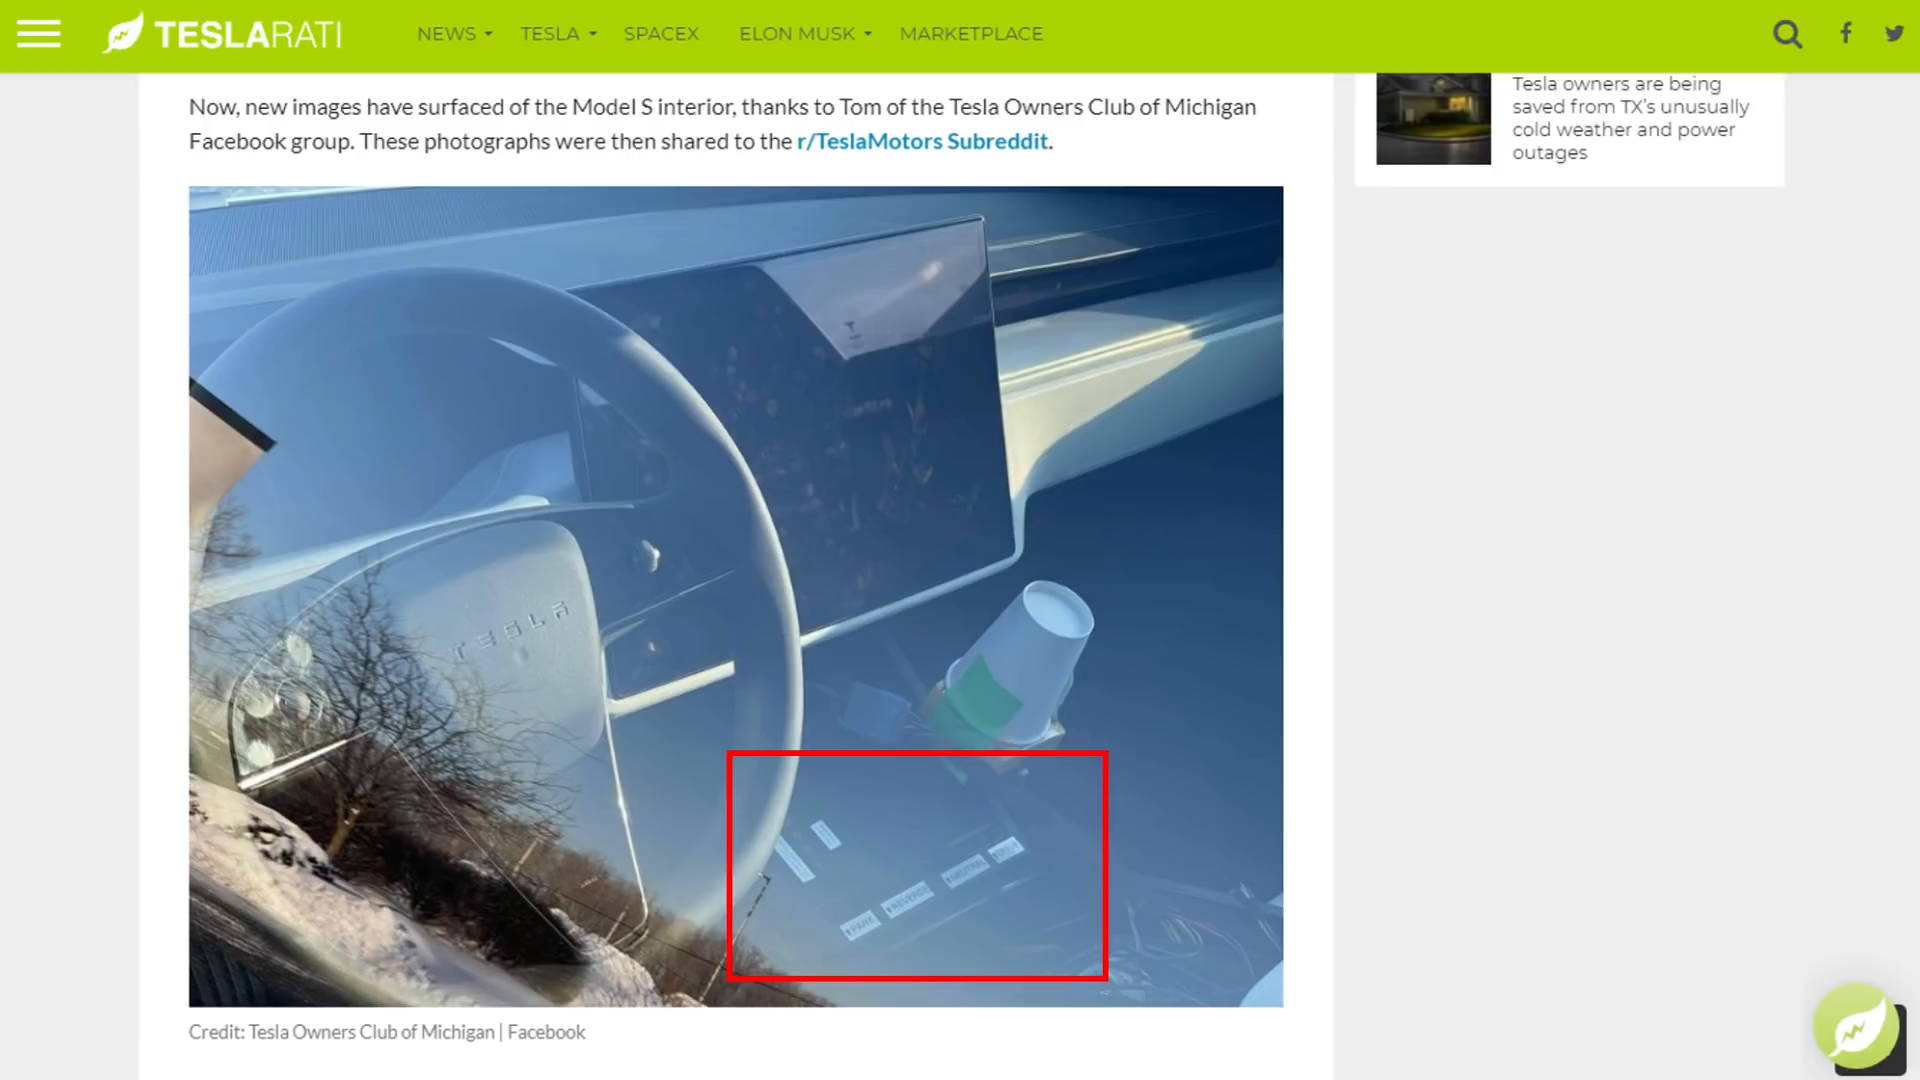 TESLARATI
NEWS
TESLA
SPACEX
ELON MUSK
MARKETPLACE
Now, new images have surfaced of the Model S interior, thanks to Tom of the Tesla Owners Club of Michigan
Facebook group. These photographs were then shared to the r/TeslaMotors Subreddit.
Tesla owners are being
saved from TX's unusually
cold weather and power
outages
TESLA
PARK
REVERSE
NEUTRAL
Credit: Tesla Owners Club of Michigan | Facebook